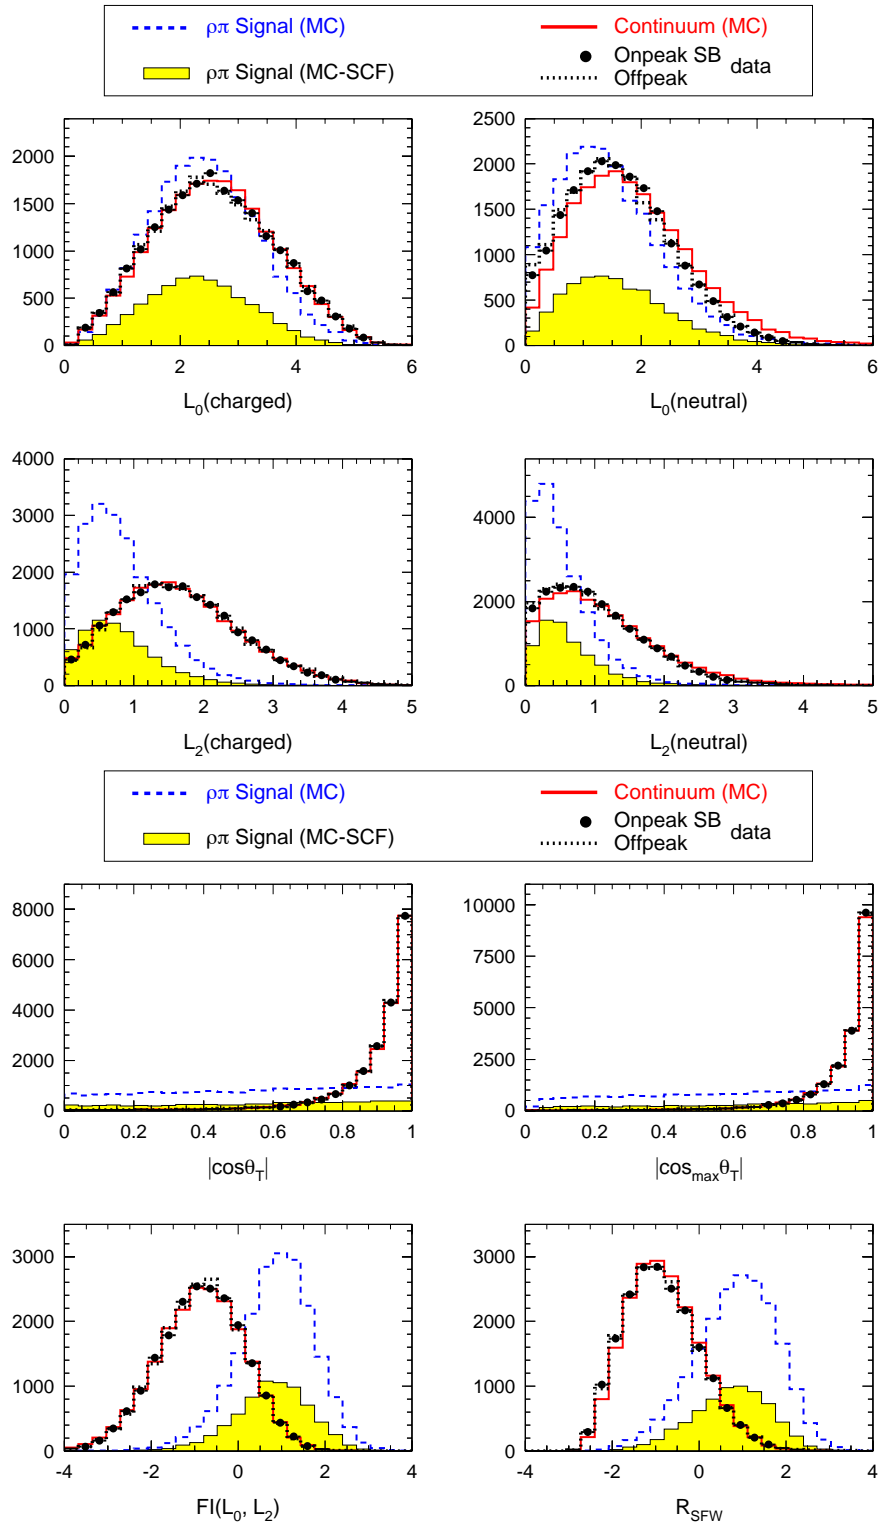 ρπ Signal (MC) Continuum (MC)
ρπ Signal (MC-SCF) Onpeak SB
Offpeak data
0 500 1000 1500 2000
0 2 4 6
L0(charged)
0 500 1000 1500 2000 2500
0 2 4 6
L0(neutral)
0 1000 2000 3000 4000
0 1 2 3 4 5
L2(charged)
0 2000 4000
0 1 2 3 4 5
L2(neutral)
ρπ Signal (MC) Continuum (MC)
ρπ Signal (MC-SCF) Onpeak SB
Offpeak data
0 2000 4000 6000 8000
0 0.2 0.4 0.6 0.8 1
|cosθT|
0 2500 5000 7500 10000
0 0.2 0.4 0.6 0.8 1
|cosmaxθT|
0 1000 2000 3000
-4 -2 0 2 4
FI(L0, L2)
0 1000 2000 3000
-4 -2 0 2 4
RSFW